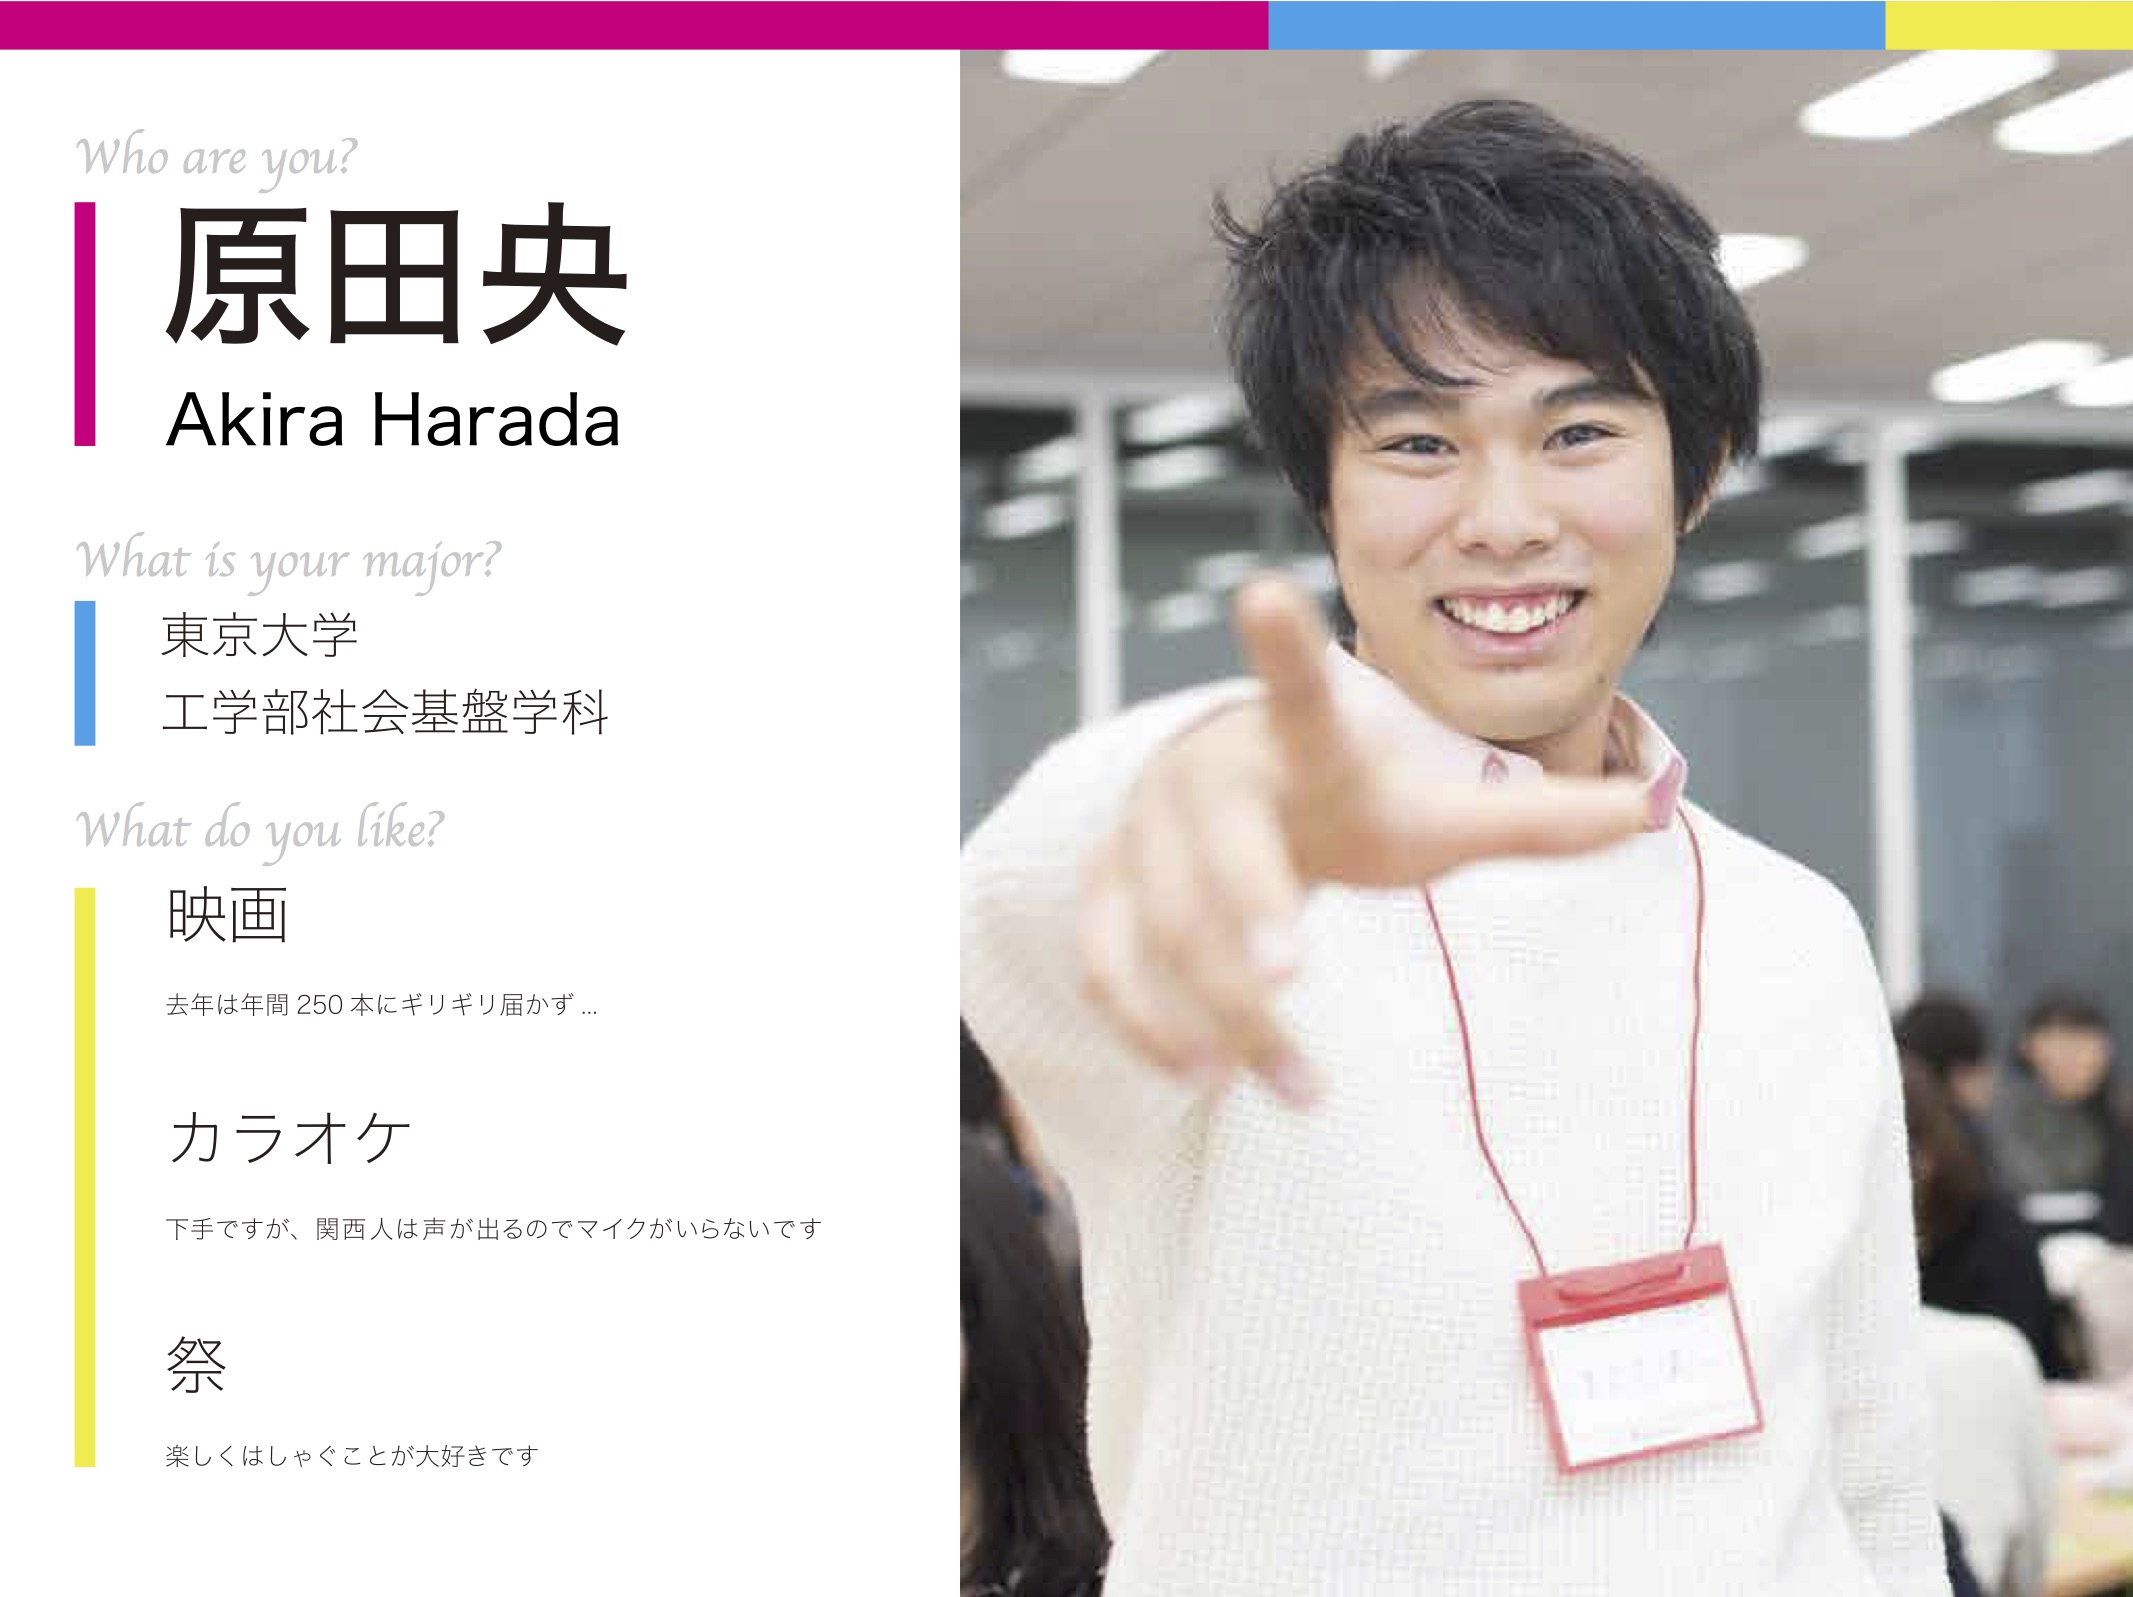 Who are you?
原田央
Akira Harada
What is your major?
東京大学
工学部社会基盤学科
What do you like?
映画
去年は年間 250 本にギリギリ届かず ...
カラオケ
下手ですが、関西人は声が出るのでマイクがいらないです
祭
楽しくはしゃぐことが大好きです